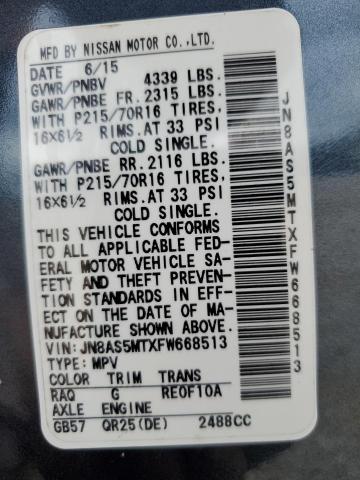 MFD BY NISSAN MOTOR CO.,LTD.
DATE 6/15
GVWR/PNBV 4339 LBS.
GAWR/PNBE FR. 2315 LBS.
WITH P215/70R16 TIRES,
16X6½ RIMS. AT 33 PSI
COLD SINGLE.
GAWR/PNBE RR. 2116 LBS.
WITH P215/70R16 TIRES,
16X6½ RIMS. AT 33 PSI
COLD SINGLE.
THIS VEHICLE CONFORMS
TO ALL APPLICABLE FED-
ERAL MOTOR VEHICLE SA-
FETY AND THEFT PREVEN-
TION STANDARDS IN EFF-
ECT ON THE DATE OF MA-
NUFACTURE SHOWN ABOVE.
VIN: JN8AS5MTXFW668513
TYPE: MPV
COLOR TRIM TRANS
RAQ G RE0F10A
AXLE ENGINE
GB57 QR25(DE) 2488CC
JN8AS5MTXFW668513